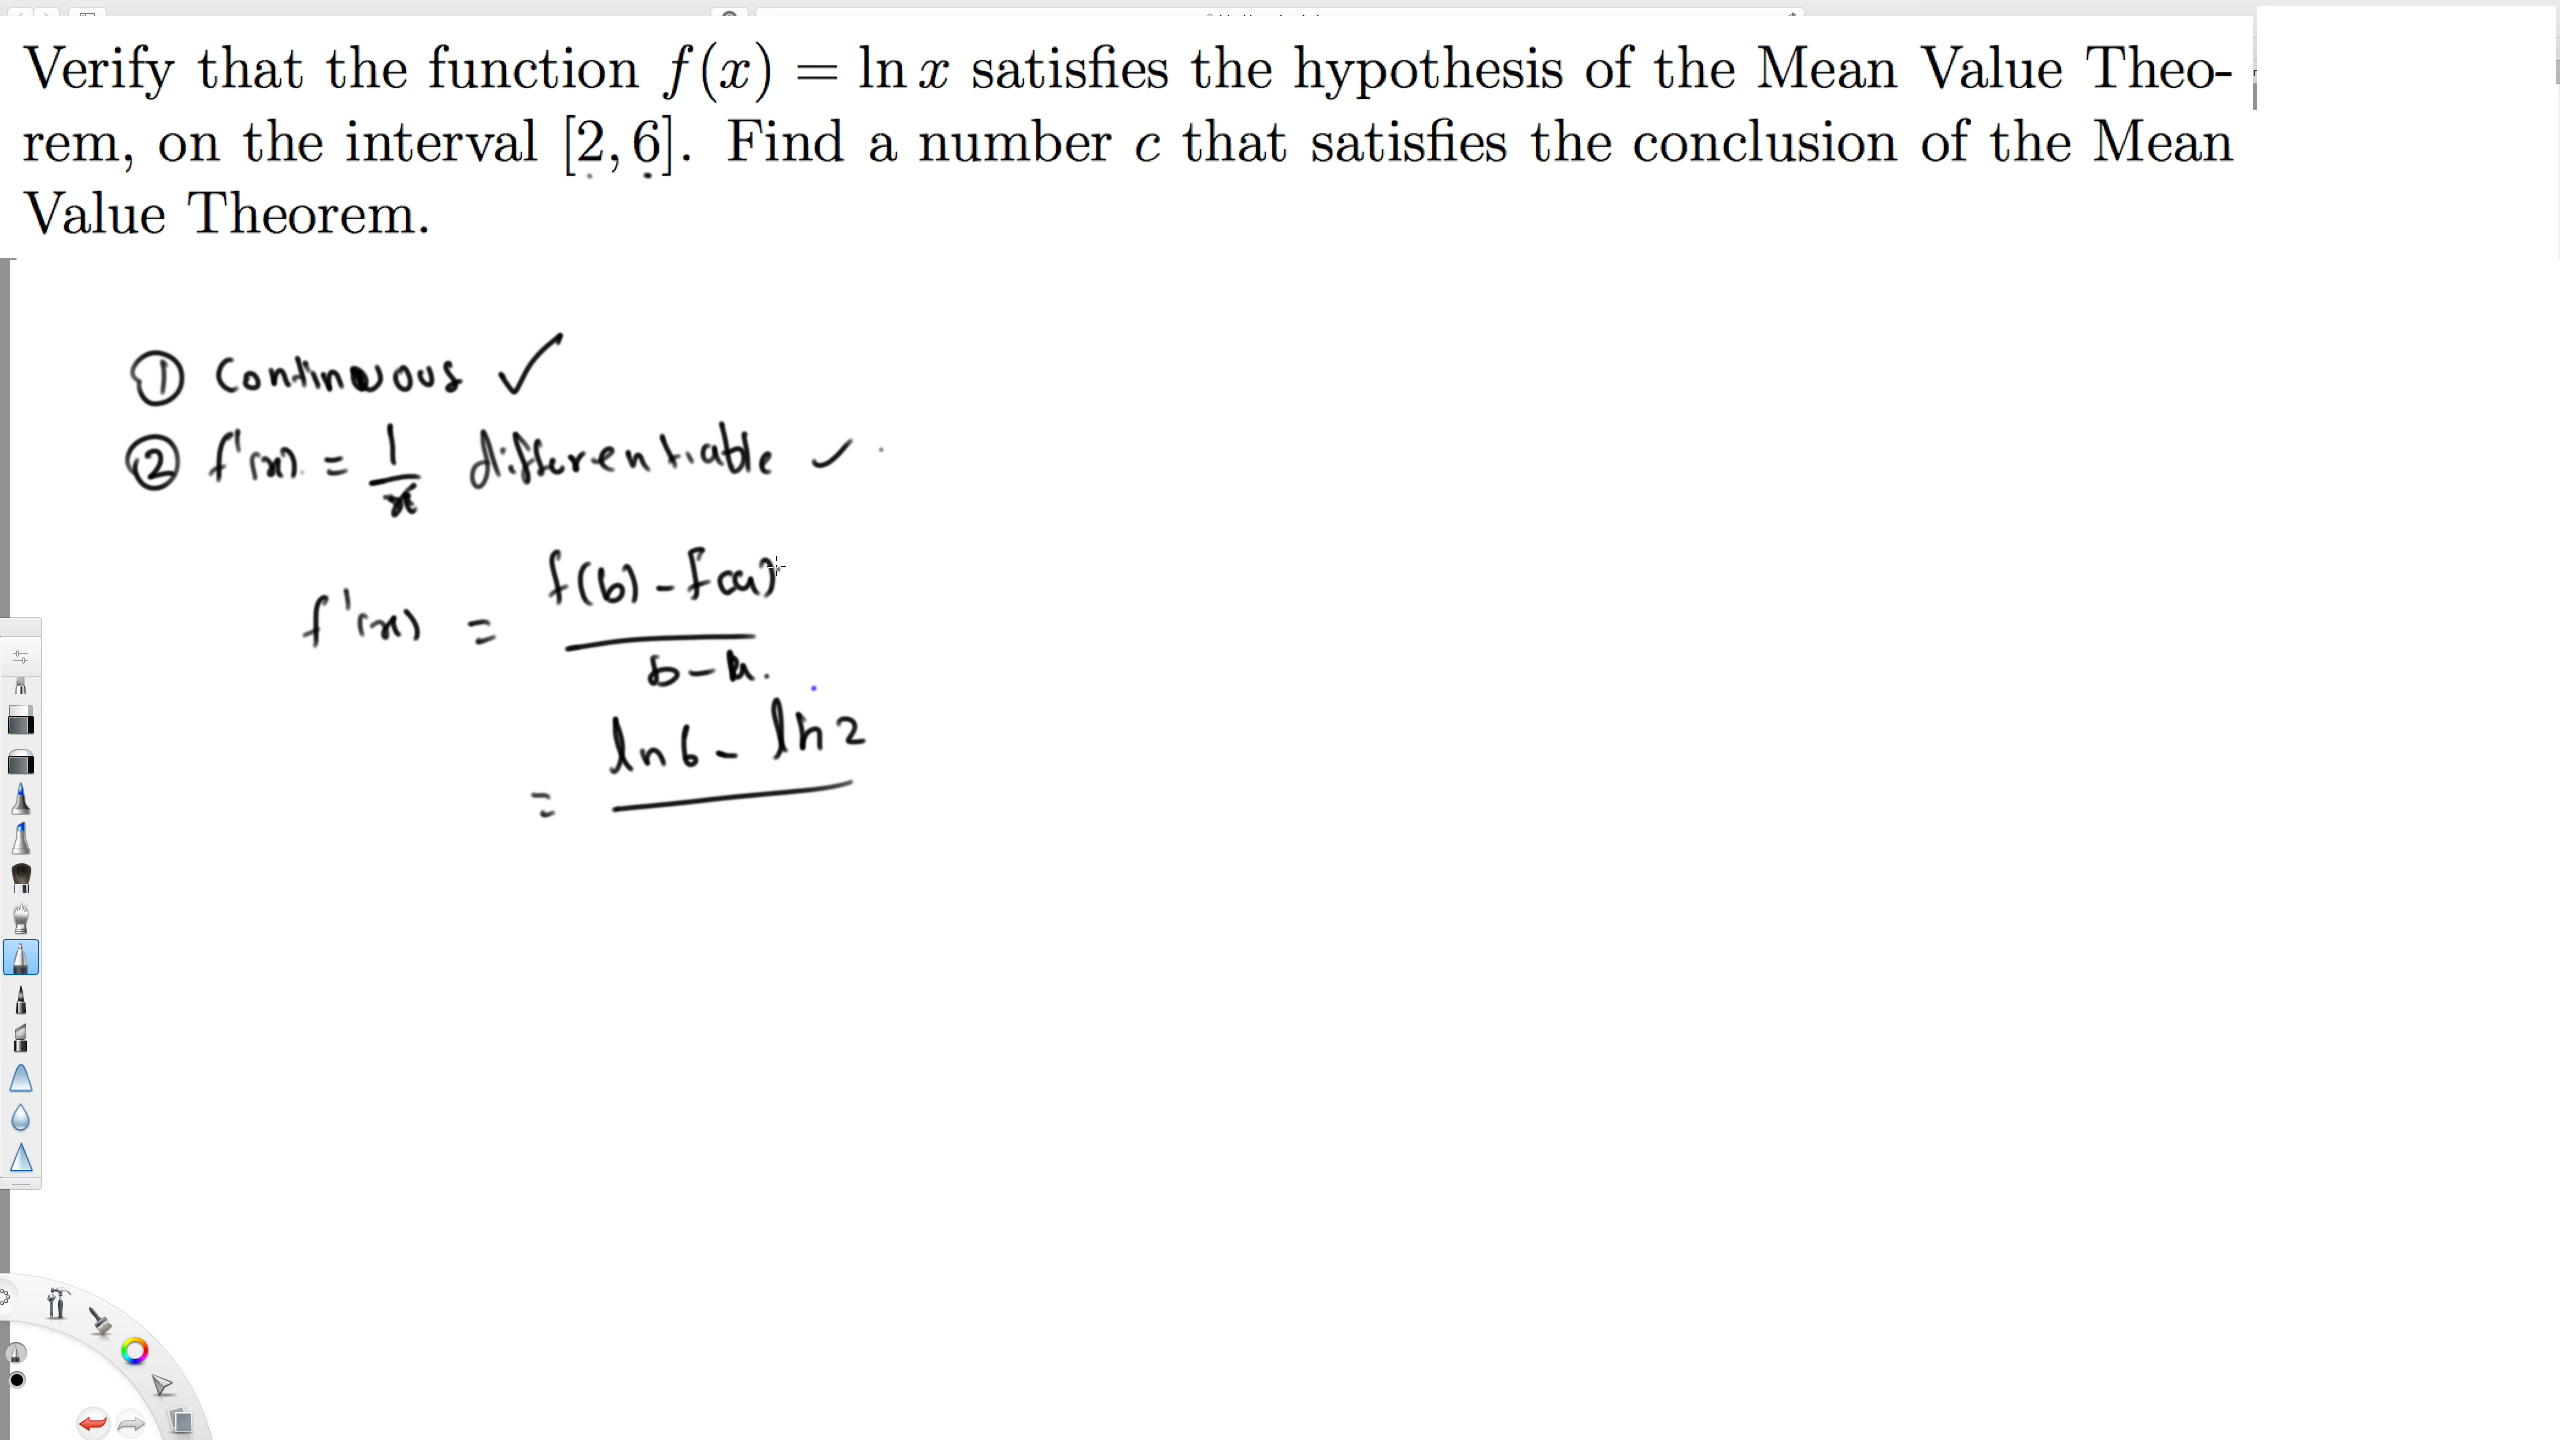 Verify that the function f(x) = ln x satisfies the hypothesis of the Mean Value Theo-
rem, on the interval [2, 6]. Find a number c that satisfies the conclusion of the Mean
Value Theorem.
① Continuous ✓
② f'(x) = 1/x differentiable ✓
f'(x) = f(b) - f(a)
b - a.
= ln 6 - ln 2